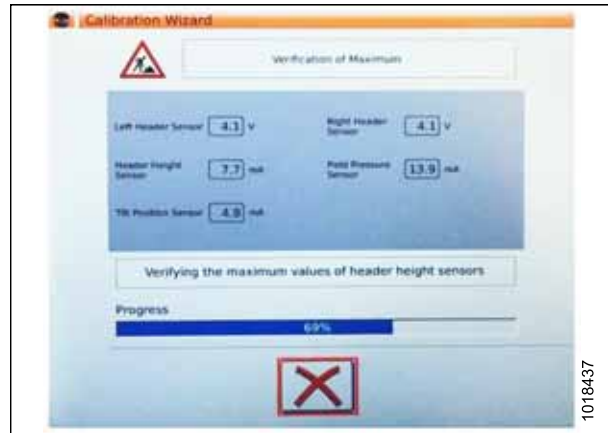 Calibration Wizard
Verification of Maximum
Left Header Sensor 4.1 V
Right Header Sensor 4.1 V
Header Height Sensor 7.7 mA
Field Pressure Sensor 13.9 mA
Tilt Position Sensor 4.9 mA
Verifying the maximum values of header height sensors
Progress
69%
1018437